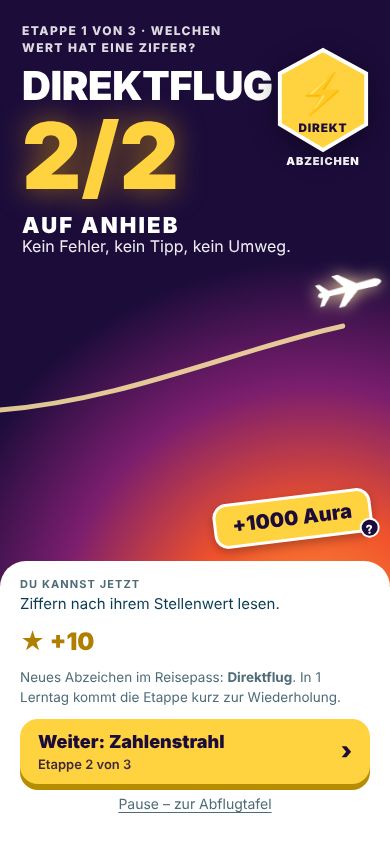 ETAPPE 1 VON 3 · WELCHEN
WERT HAT EINE ZIFFER?
DIREKTFLUG
DIREKT
ABZEICHEN
2/2
AUF ANHIEB
Kein Fehler, kein Tipp, kein Umweg.
+1000 Aura
?
DU KANNST JETZT
Ziffern nach ihrem Stellenwert lesen.
★ +10
Neues Abzeichen im Reisepass: Direktflug. In 1
Lerntag kommt die Etappe kurz zur Wiederholung.
Weiter: Zahlenstrahl
Etappe 2 von 3
›
Pause – zur Abflugtafel